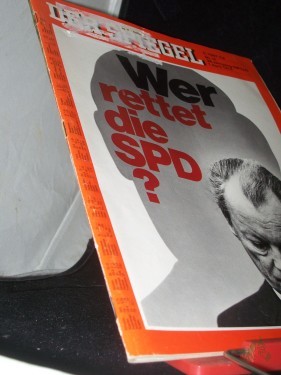 DER SPIEGEL
Wer
rettet
die
SPD
?